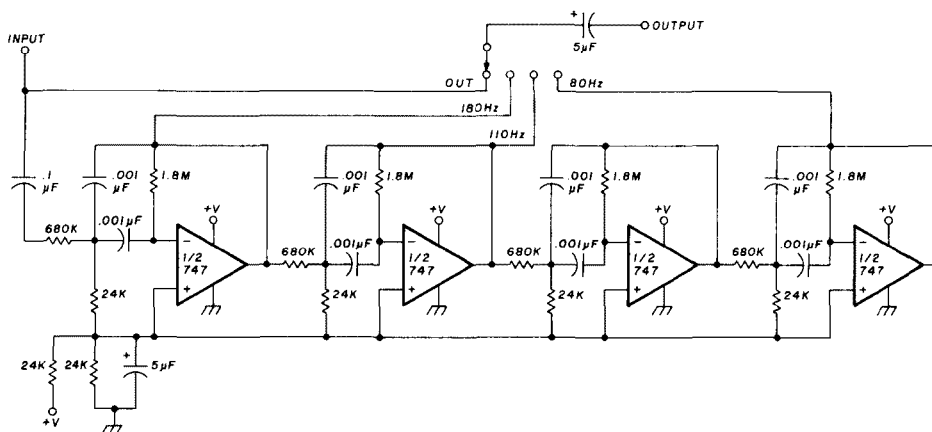 INPUT
+
5µF
OUTPUT
OUT
180Hz
110Hz
80Hz
.1
µF
.001
µF
1.8M
.001
µF
1.8M
.001
µF
1.8M
.001
µF
1.8M
680K
.001µF
+V
680K
.001µF
+V
680K
.001µF
+V
680K
.001µF
+V
−
1/2
747
+
−
1/2
747
+
−
1/2
747
+
−
1/2
747
+
24K
24K
24K
24K
24K
24K
+
5µF
+V